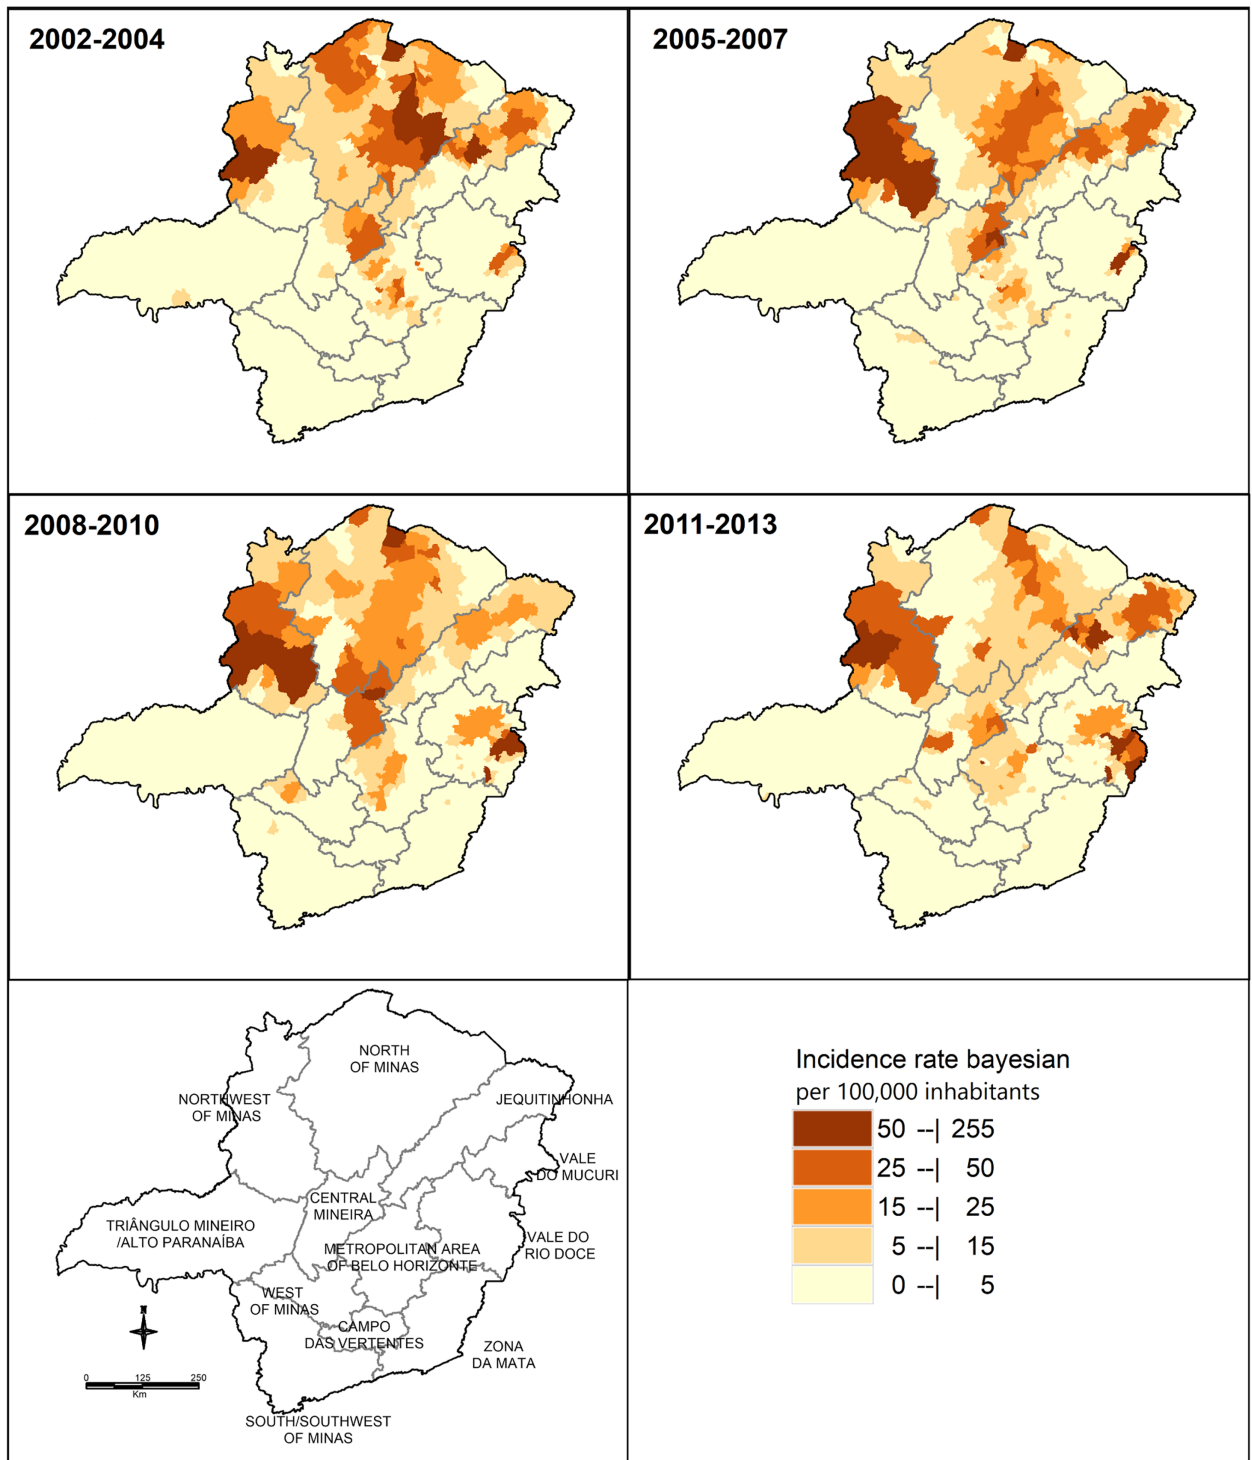 2002-2004
2005-2007
2008-2010
2011-2013
NORTH
OF MINAS
NORTHWEST
OF MINAS
JEQUITINHONHA
VALE
DO MUCURI
CENTRAL
MINEIRA
TRIÂNGULO MINEIRO
/ALTO PARANAÍBA
METROPOLITAN AREA
OF BELO HORIZONTE
VALE DO
RIO DOCE
WEST
OF MINAS
CAMPO
DAS VERTENTES
ZONA
DA MATA
SOUTH/SOUTHWEST
OF MINAS
N
0 125 250
Km
Incidence rate bayesian
per 100,000 inhabitants
50 --| 255
25 --| 50
15 --| 25
5 --| 15
0 --| 5